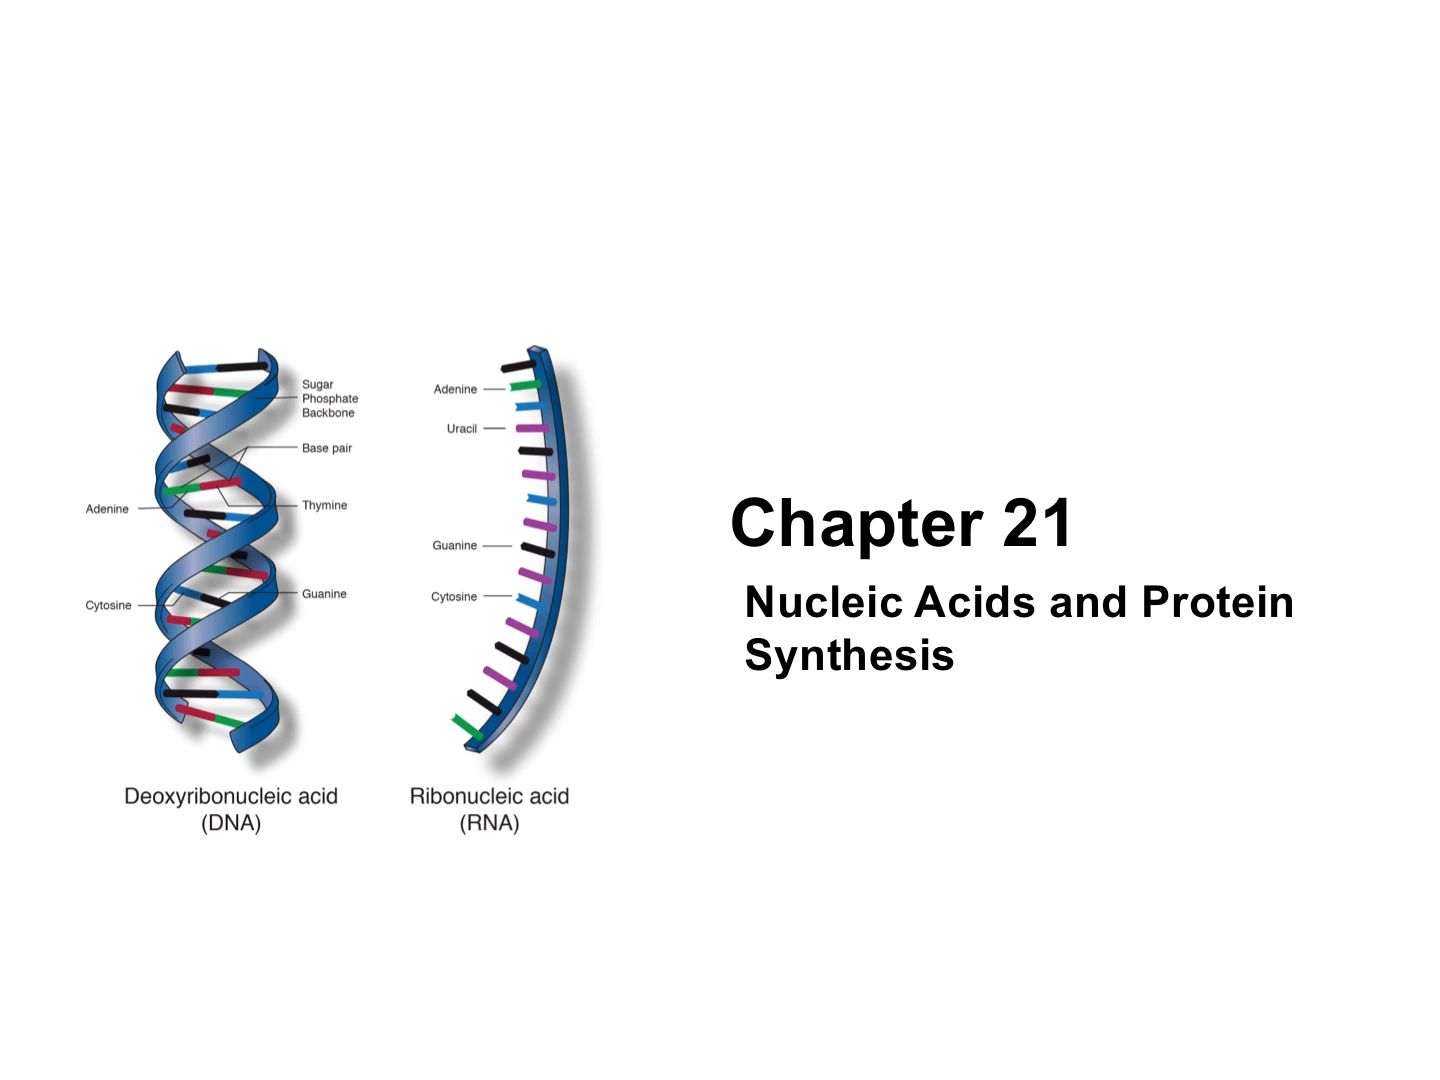 Sugar
Phosphate
Backbone
Base pair
Adenine
Thymine
Cytosine
Guanine
Deoxyribonucleic acid
(DNA)
Adenine
Uracil
Guanine
Cytosine
Ribonucleic acid
(RNA)
Chapter 21
Nucleic Acids and Protein
Synthesis